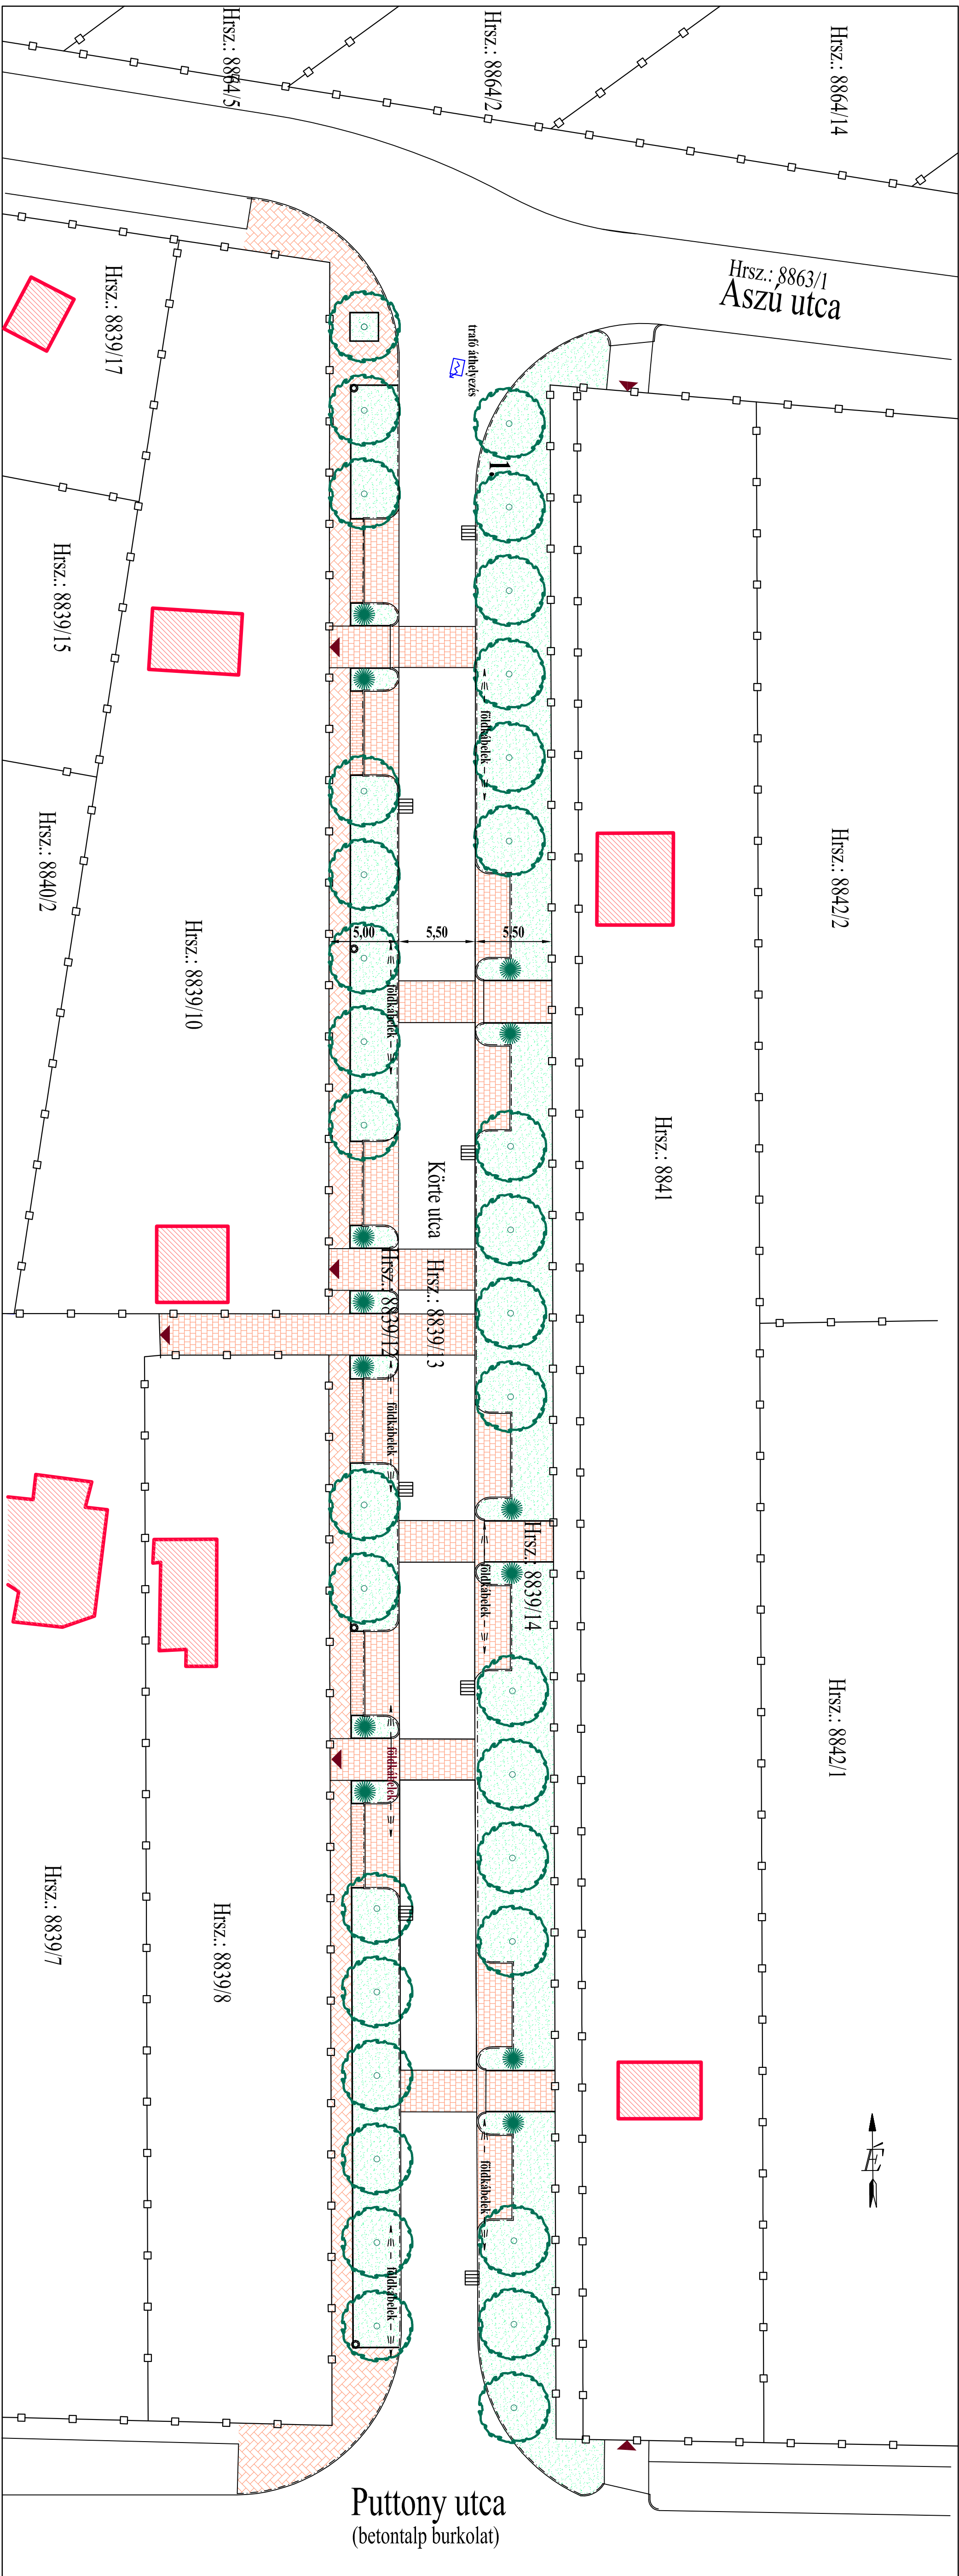 Hrsz.: 8864/5
Hrsz.: 8864/2
Hrsz.: 8864/14
Hrsz.: 8863/1
Aszú utca
Hrsz.: 8839/17
trafó áthelyezés
1.
Hrsz.: 8839/15
földkábelek
Hrsz.: 8840/2
Hrsz.: 8842/2
Hrsz.: 8839/10
5,00
5,50
5,50
földkábelek
Hrsz.: 8841
Körte utca
Hrsz.: 8839/12
Hrsz.: 8839/13
földkábelek
Hrsz.: 8839/14
földkábelek
Hrsz.: 8842/1
földkábelek
Hrsz.: 8839/7
Hrsz.: 8839/8
É
földkábelek
földkábelek
Puttony utca
(betontalp burkolat)